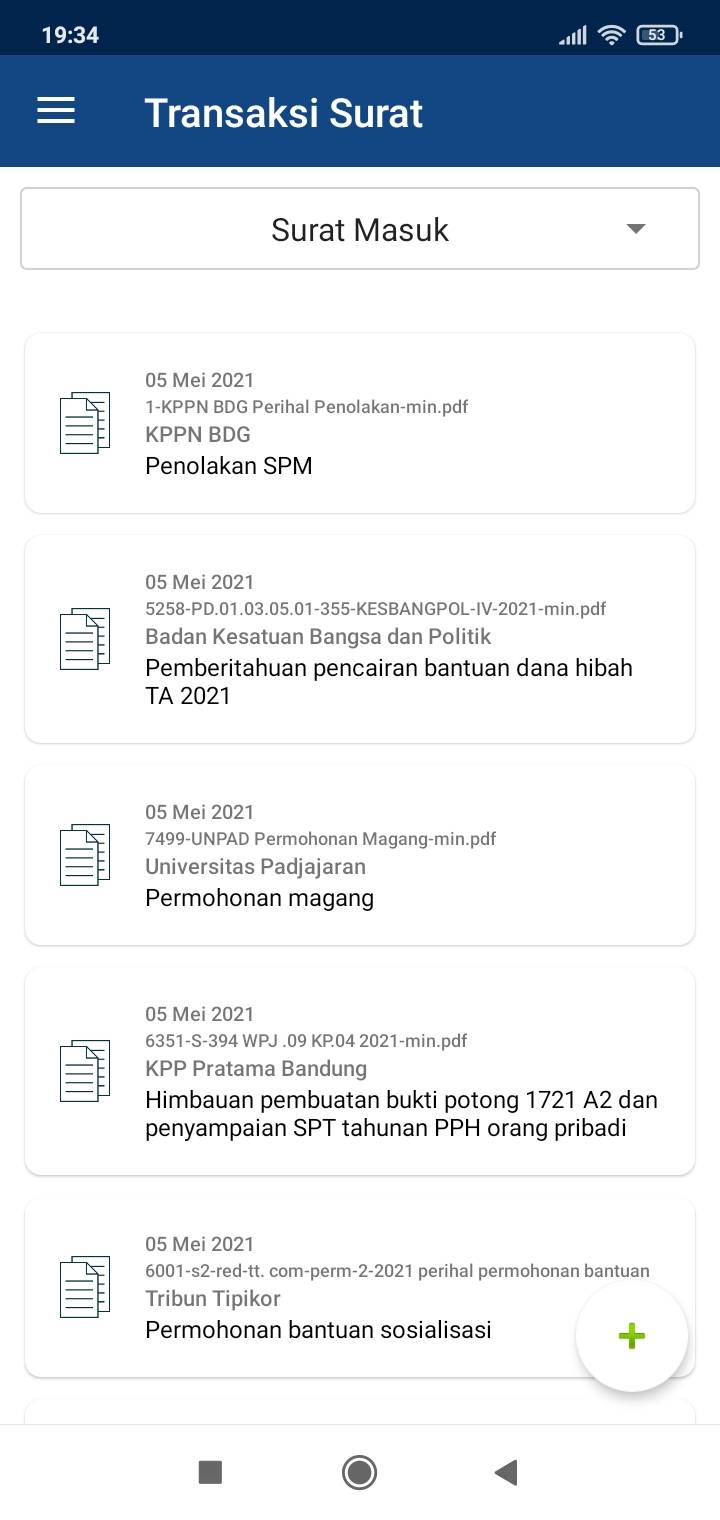 19:34
53
Transaksi Surat
Surat Masuk
05 Mei 2021
1-KPPN BDG Perihal Penolakan-min.pdf
KPPN BDG
Penolakan SPM
05 Mei 2021
5258-PD.01.03.05.01-355-KESBANGPOL-IV-2021-min.pdf
Badan Kesatuan Bangsa dan Politik
Pemberitahuan pencairan bantuan dana hibah
TA 2021
05 Mei 2021
7499-UNPAD Permohonan Magang-min.pdf
Universitas Padjajaran
Permohonan magang
05 Mei 2021
6351-S-394 WPJ .09 KP.04 2021-min.pdf
KPP Pratama Bandung
Himbauan pembuatan bukti potong 1721 A2 dan
penyampaian SPT tahunan PPH orang pribadi
05 Mei 2021
6001-s2-red-tt. com-perm-2-2021 perihal permohonan bantuan
Tribun Tipikor
Permohonan bantuan sosialisasi